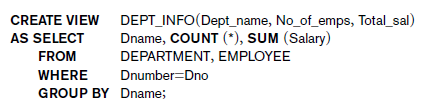 CREATE VIEW DEPT_INFO(Dept_name, No_of_emps, Total_sal)
AS SELECT Dname, COUNT (*), SUM (Salary)
FROM DEPARTMENT, EMPLOYEE
WHERE Dnumber=Dno
GROUP BY Dname;